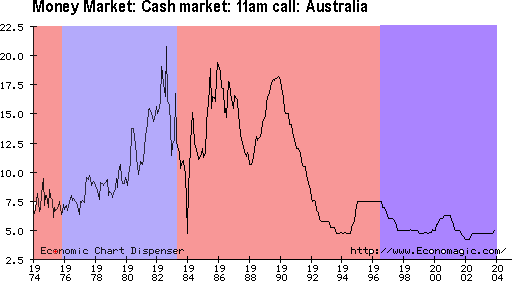 Money Market: Cash market: 11am call: Australia
22.5
20.0
17.5
15.0
12.5
10.0
7.5
5.0
2.5
Economic Chart Dispenser http://www.Economagic.com/
19 19 19 19 19 19 19 19 19 19 19 19 19 20 20 20
74 76 78 80 82 84 86 88 90 92 94 96 98 00 02 04